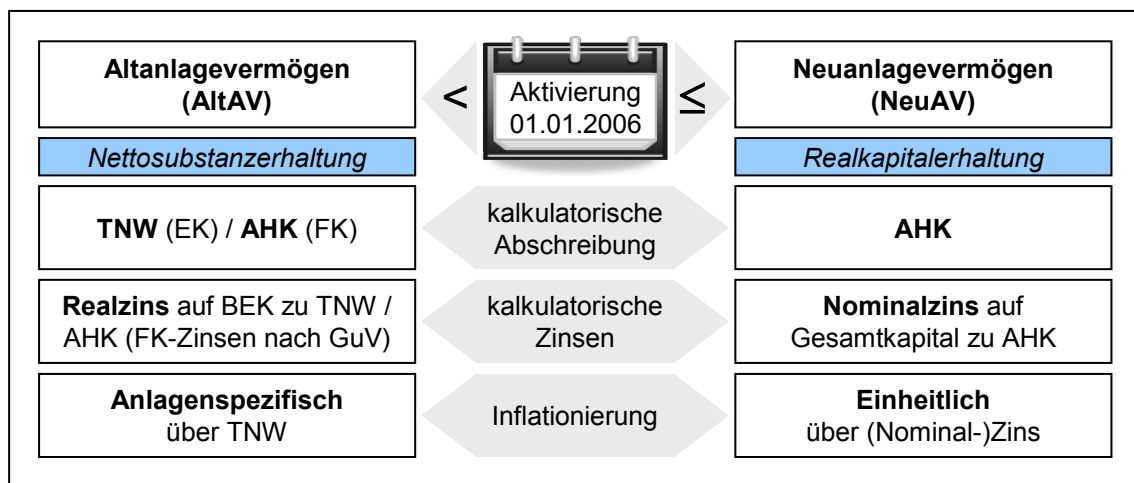 Altanlagevermögen
(AltAV)
<
Aktivierung
01.01.2006
≤
Neuanlagevermögen
(NeuAV)
Nettosubstanzerhaltung
Realkapitalerhaltung
TNW (EK) / AHK (FK)
kalkulatorische
Abschreibung
AHK
Realzins auf BEK zu TNW /
AHK (FK-Zinsen nach GuV)
kalkulatorische
Zinsen
Nominalzins auf
Gesamtkapital zu AHK
Anlagenspezifisch
über TNW
Inflationierung
Einheitlich
über (Nominal-)Zins